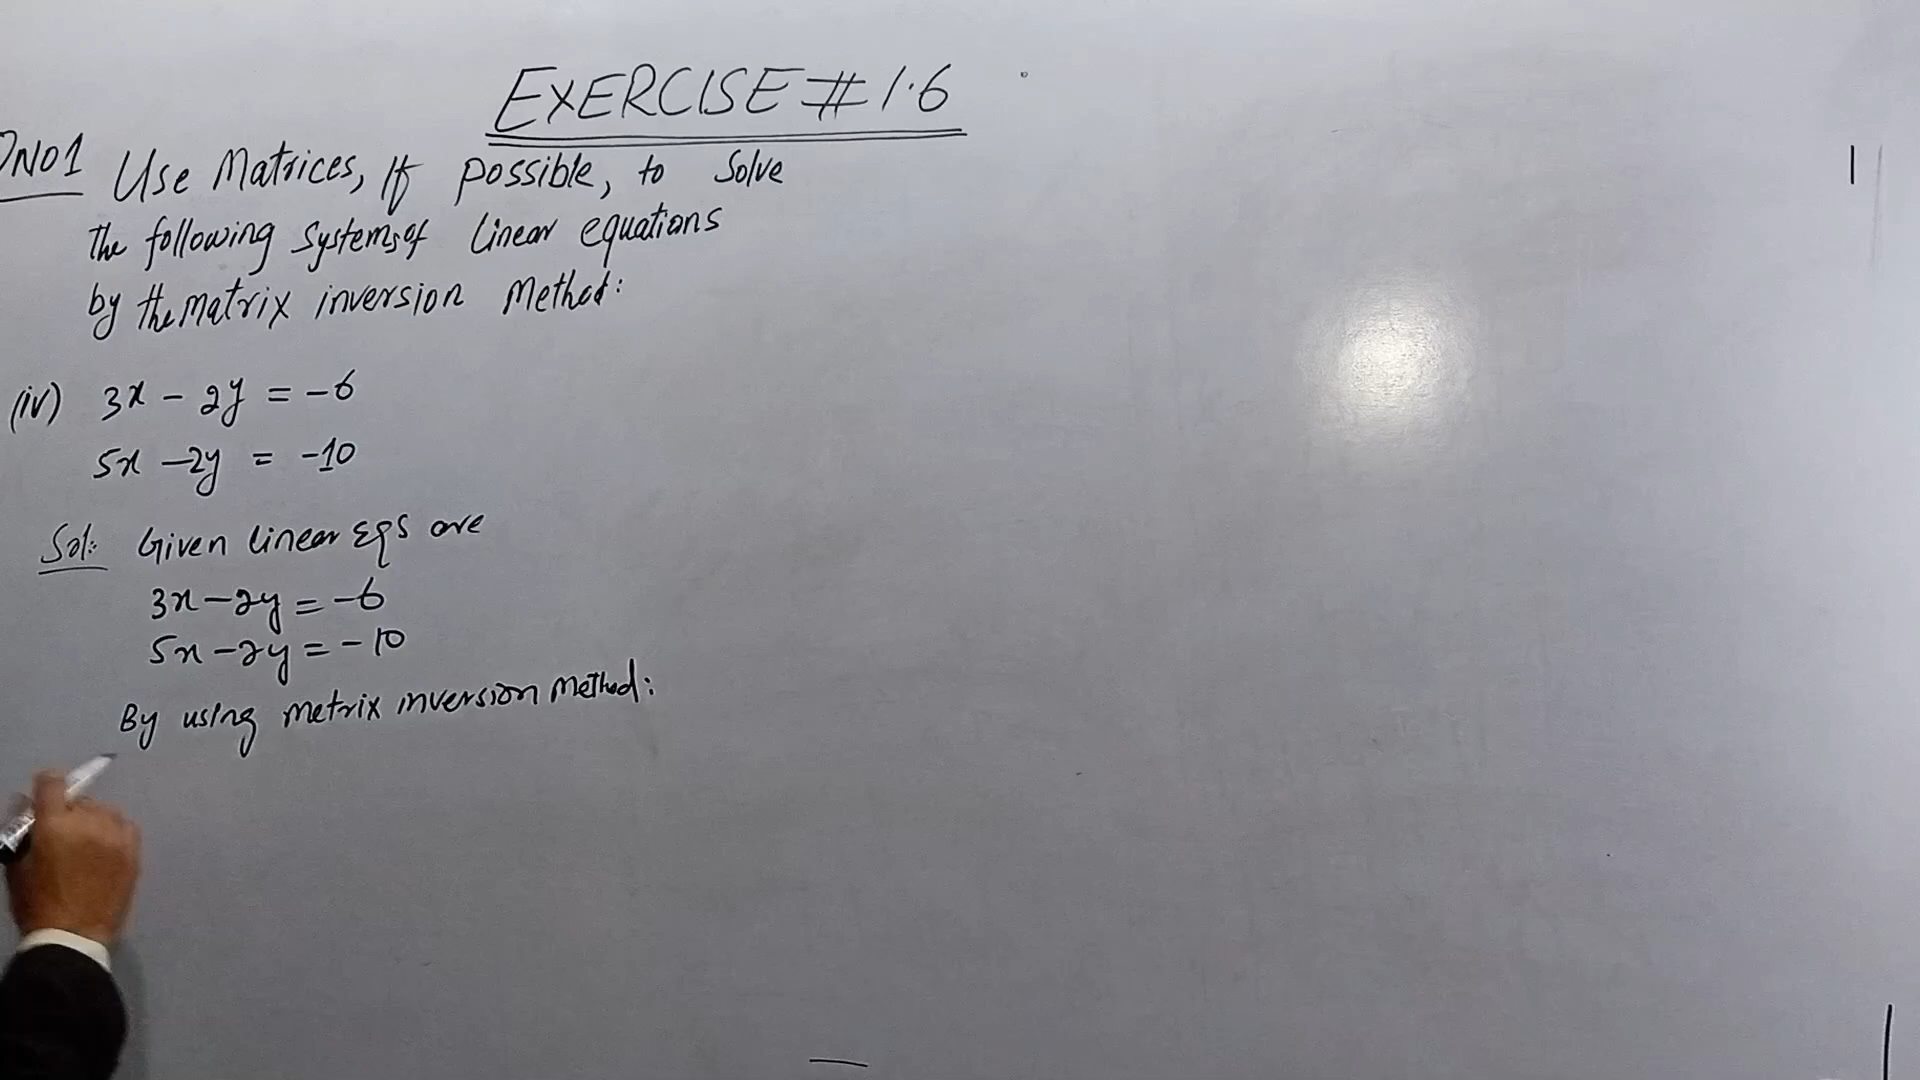 EXERCISE # 1.6
QNO1 Use Matrices, If possible, to solve
the following systems of linear equations
by the matrix inversion method:
(iv) 3x - 2y = -6
5x - 2y = -10
Sol: Given linear Eqs are
3x - 2y = -6
5x - 2y = -10
By using metrix inversion method: